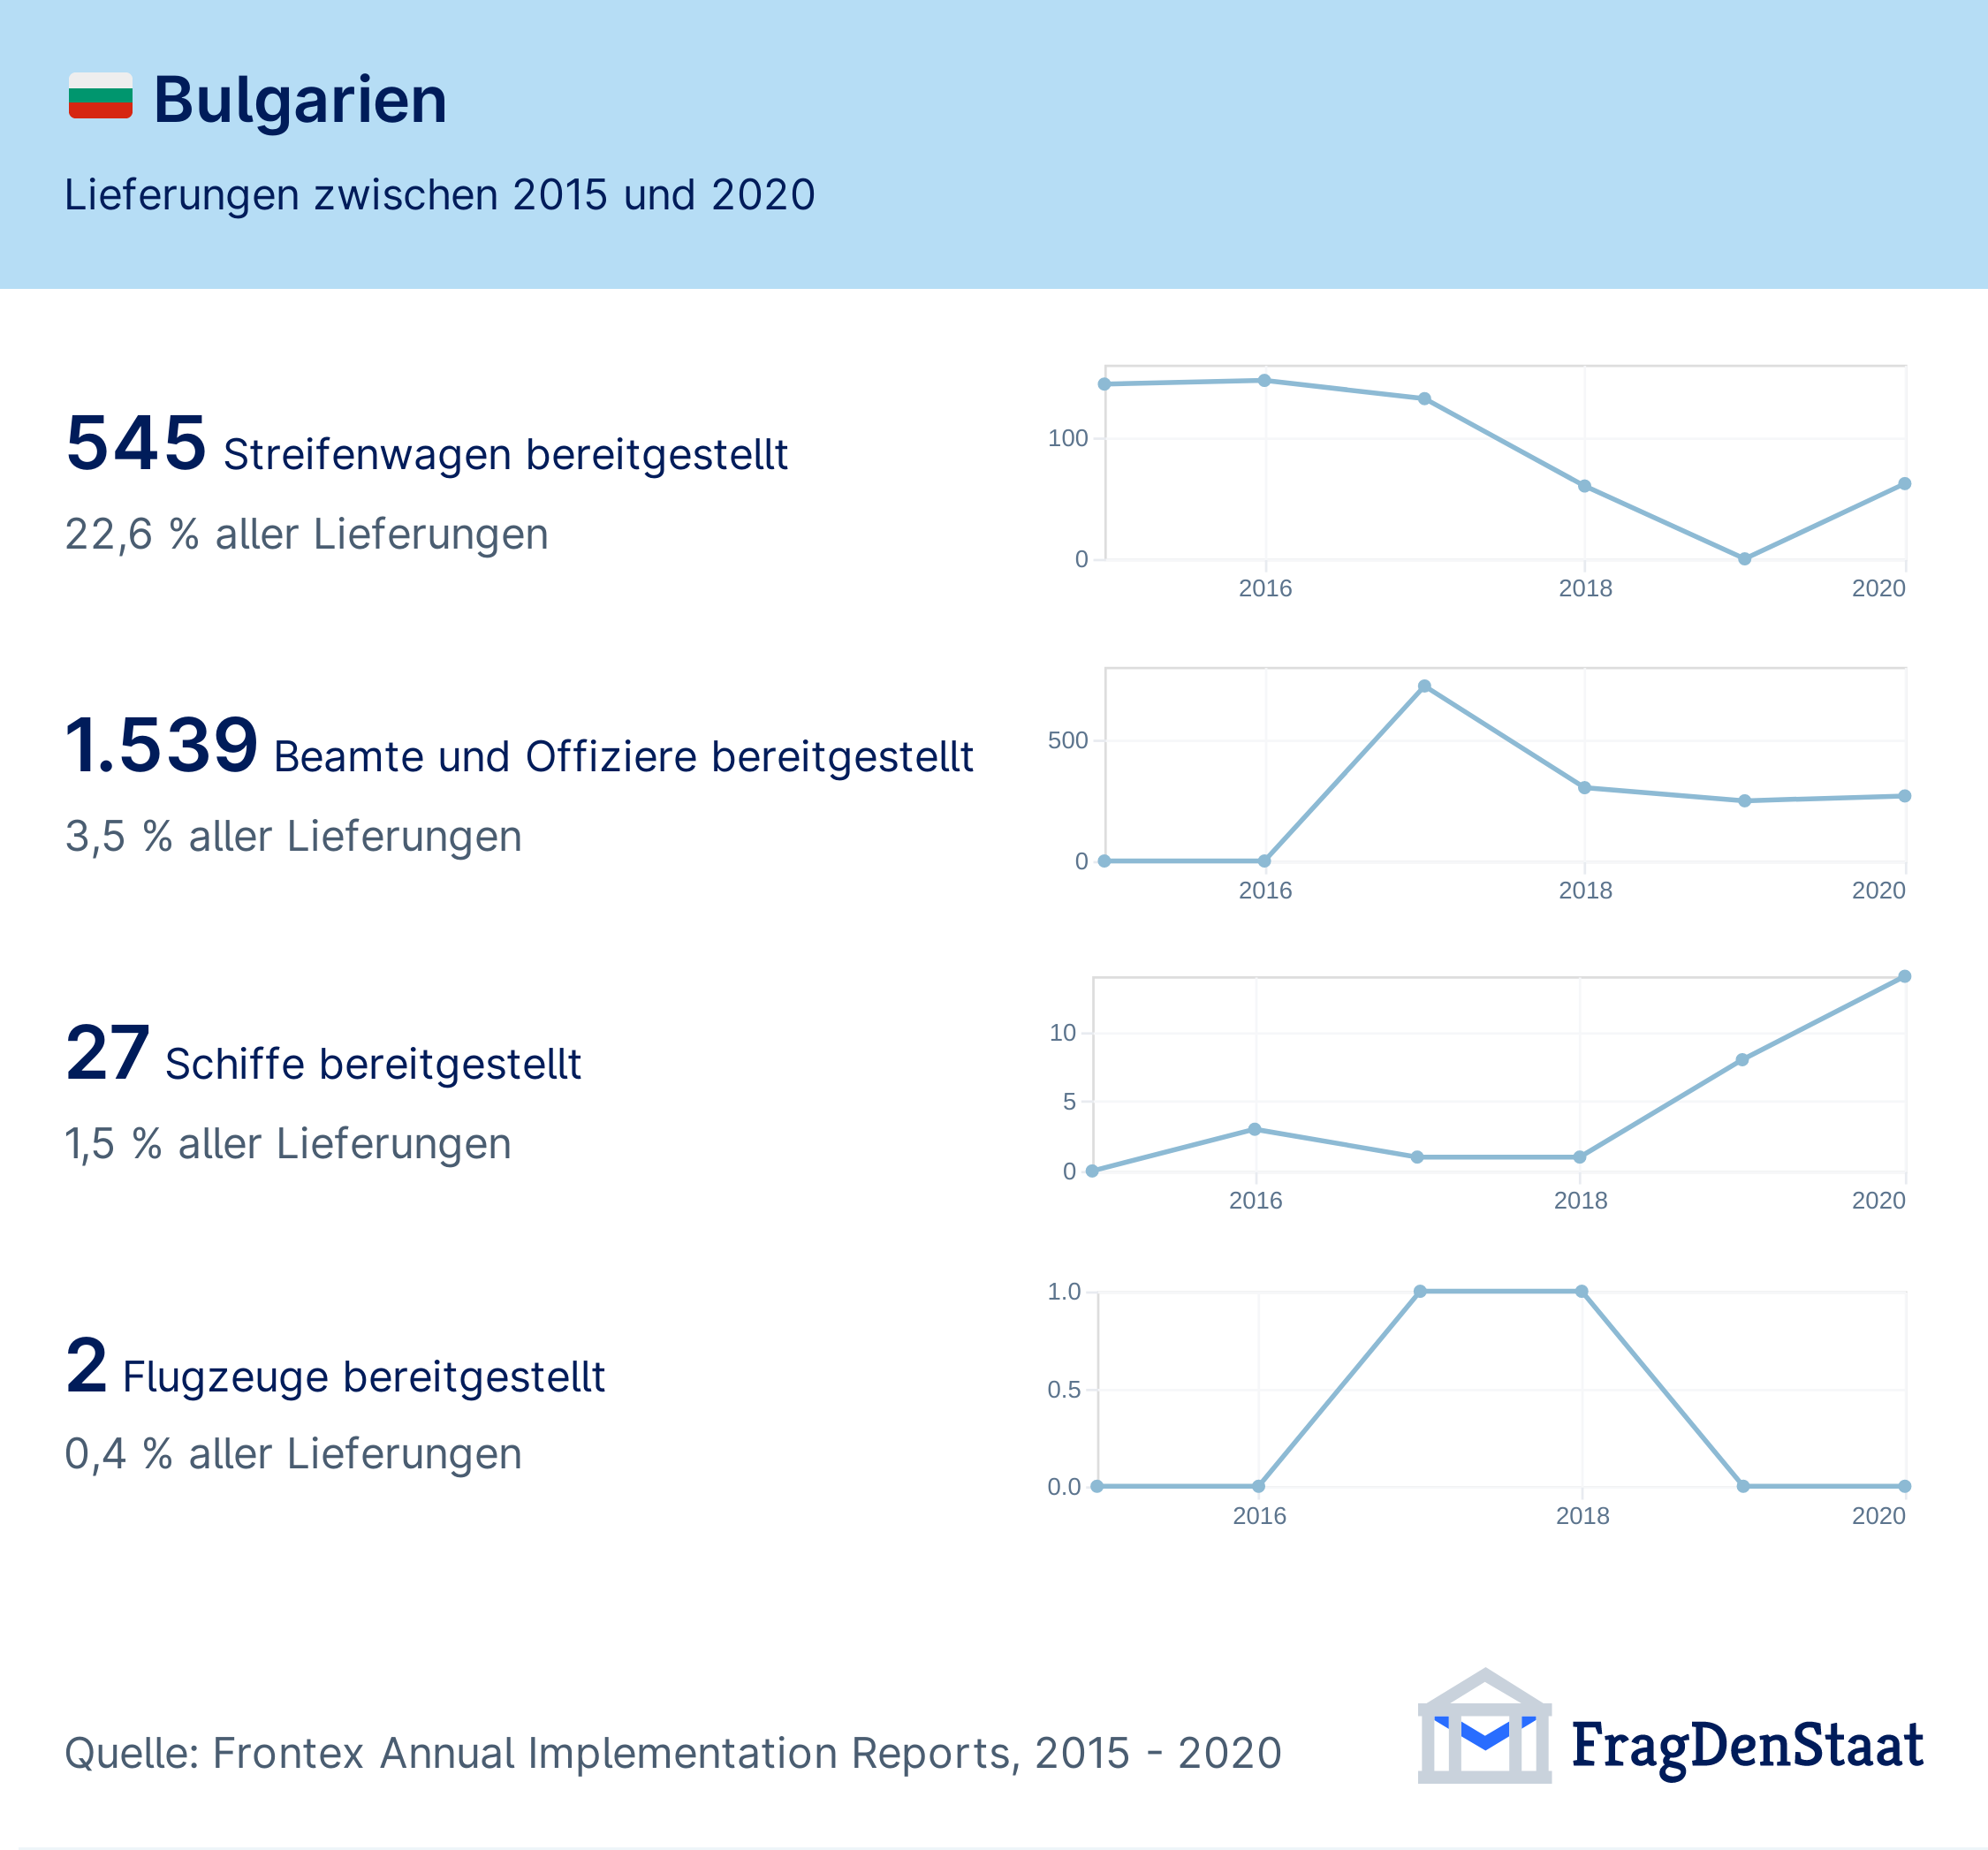 Bulgarien
Lieferungen zwischen 2015 und 2020
545 Streifenwagen bereitgestellt
22,6 % aller Lieferungen
100
0
2016 2018 2020
1.539 Beamte und Offiziere bereitgestellt
3,5 % aller Lieferungen
500
0
2016 2018 2020
27 Schiffe bereitgestellt
1,5 % aller Lieferungen
10
5
0
2016 2018 2020
2 Flugzeuge bereitgestellt
0,4 % aller Lieferungen
1.0
0.5
0.0
2016 2018 2020
Quelle: Frontex Annual Implementation Reports, 2015 - 2020
FragDenStaat